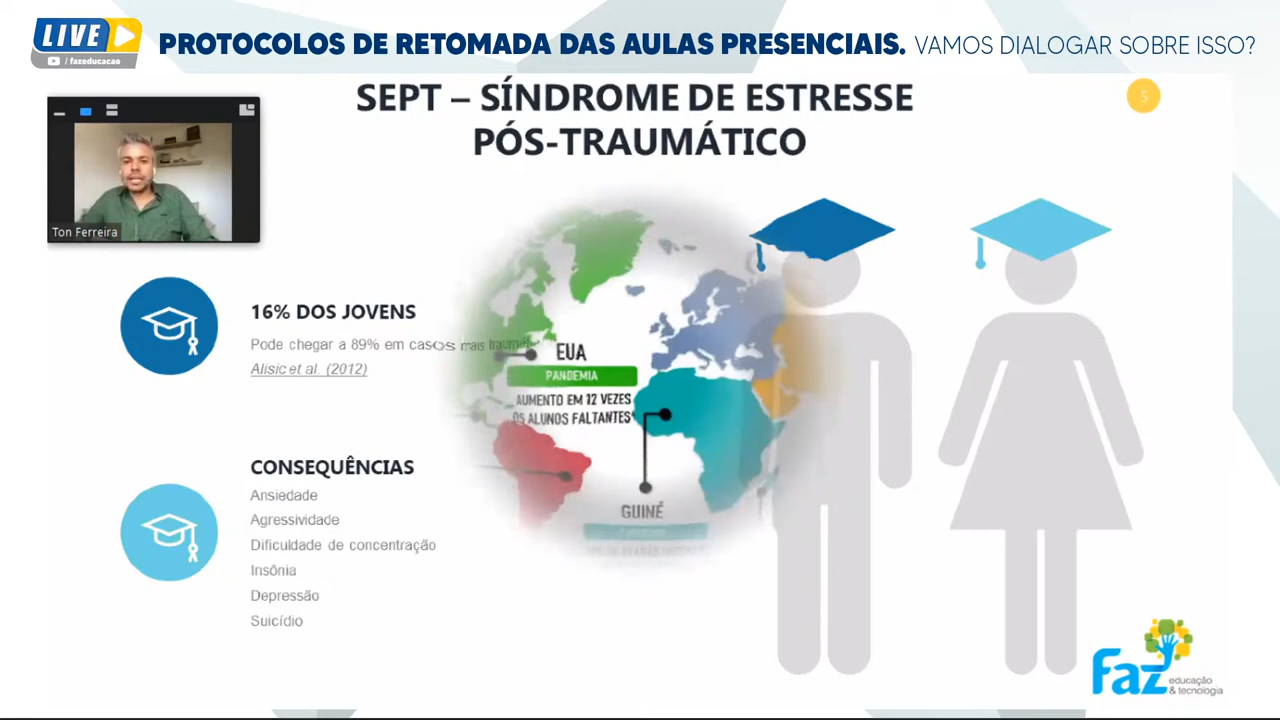 LIVE
/ fazeducacao
PROTOCOLOS DE RETOMADA DAS AULAS PRESENCIAIS. VAMOS DIALOGAR SOBRE ISSO?
SEPT – SÍNDROME DE ESTRESSE
PÓS-TRAUMÁTICO
5
Ton Ferreira
16% DOS JOVENS
Pode chegar a 89% em casos mais
Alisic et al. (2012)
EUA
PANDEMIA
AUMENTO EM 12 VEZES
OS ALUNOS FALTANTES*
GUINÉ
CONSEQUÊNCIAS
Ansiedade
Agressividade
Dificuldade de concentração
Insônia
Depressão
Suicídio
Faz
educação
& tecnologia